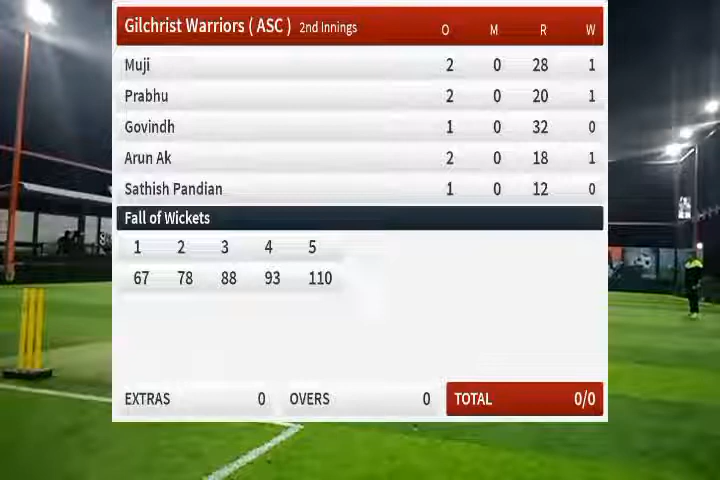 Gilchrist Warriors ( ASC ) 2nd Innings O M R W
Muji 2 0 28 1
Prabhu 2 0 20 1
Govindh 1 0 32 0
Arun Ak 2 0 18 1
Sathish Pandian 1 0 12 0
Fall of Wickets
1 2 3 4 5
67 78 88 93 110
EXTRAS 0 OVERS 0 TOTAL 0/0